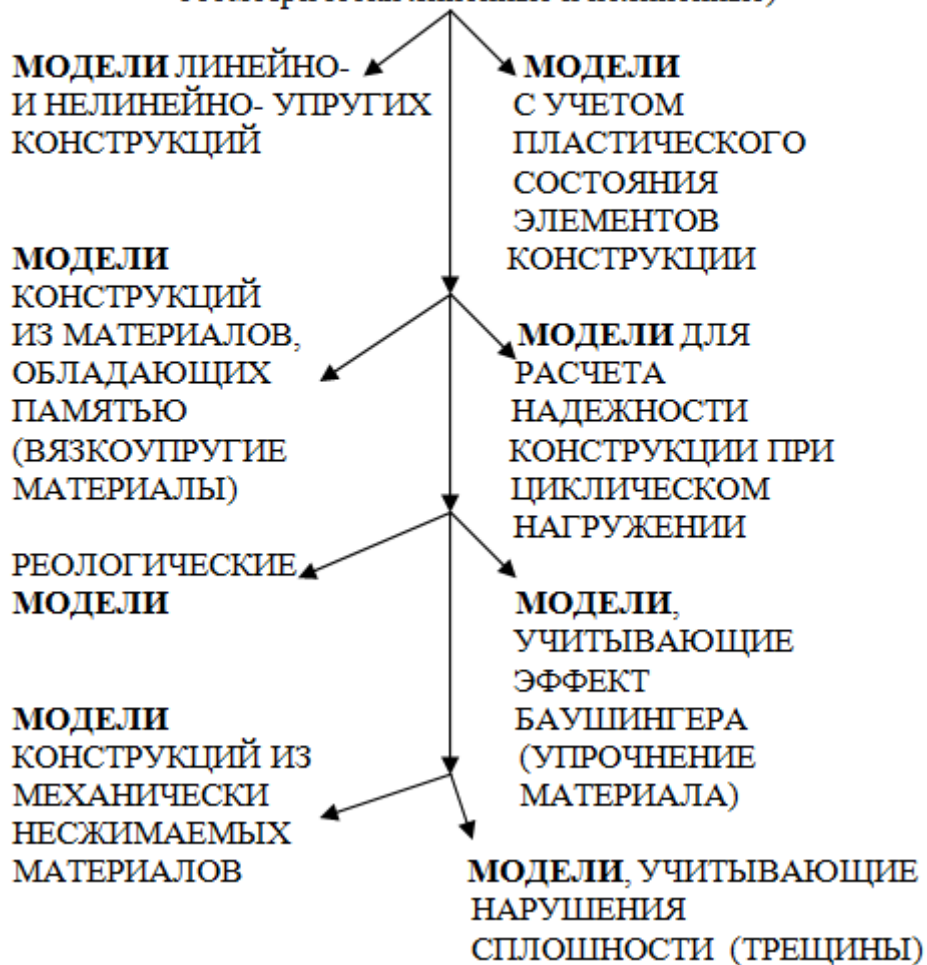 МОДЕЛИ ЛИНЕЙНО-
И НЕЛИНЕЙНО- УПРУГИХ
КОНСТРУКЦИЙ
МОДЕЛИ
С УЧЕТОМ
ПЛАСТИЧЕСКОГО
СОСТОЯНИЯ
ЭЛЕМЕНТОВ
КОНСТРУКЦИИ
МОДЕЛИ
КОНСТРУКЦИЙ
ИЗ МАТЕРИАЛОВ,
ОБЛАДАЮЩИХ
ПАМЯТЬЮ
(ВЯЗКОУПРУГИЕ
МАТЕРИАЛЫ)
МОДЕЛИ ДЛЯ
РАСЧЕТА
НАДЕЖНОСТИ
КОНСТРУКЦИИ ПРИ
ЦИКЛИЧЕСКОМ
НАГРУЖЕНИИ
РЕОЛОГИЧЕСКИЕ
МОДЕЛИ
МОДЕЛИ,
УЧИТЫВАЮЩИЕ
ЭФФЕКТ
БАУШИНГЕРА
(УПРОЧНЕНИЕ
МАТЕРИАЛА)
МОДЕЛИ
КОНСТРУКЦИЙ ИЗ
МЕХАНИЧЕСКИ
НЕСЖИМАЕМЫХ
МАТЕРИАЛОВ
МОДЕЛИ, УЧИТЫВАЮЩИЕ
НАРУШЕНИЯ
СПЛОШНОСТИ (ТРЕЩИНЫ)